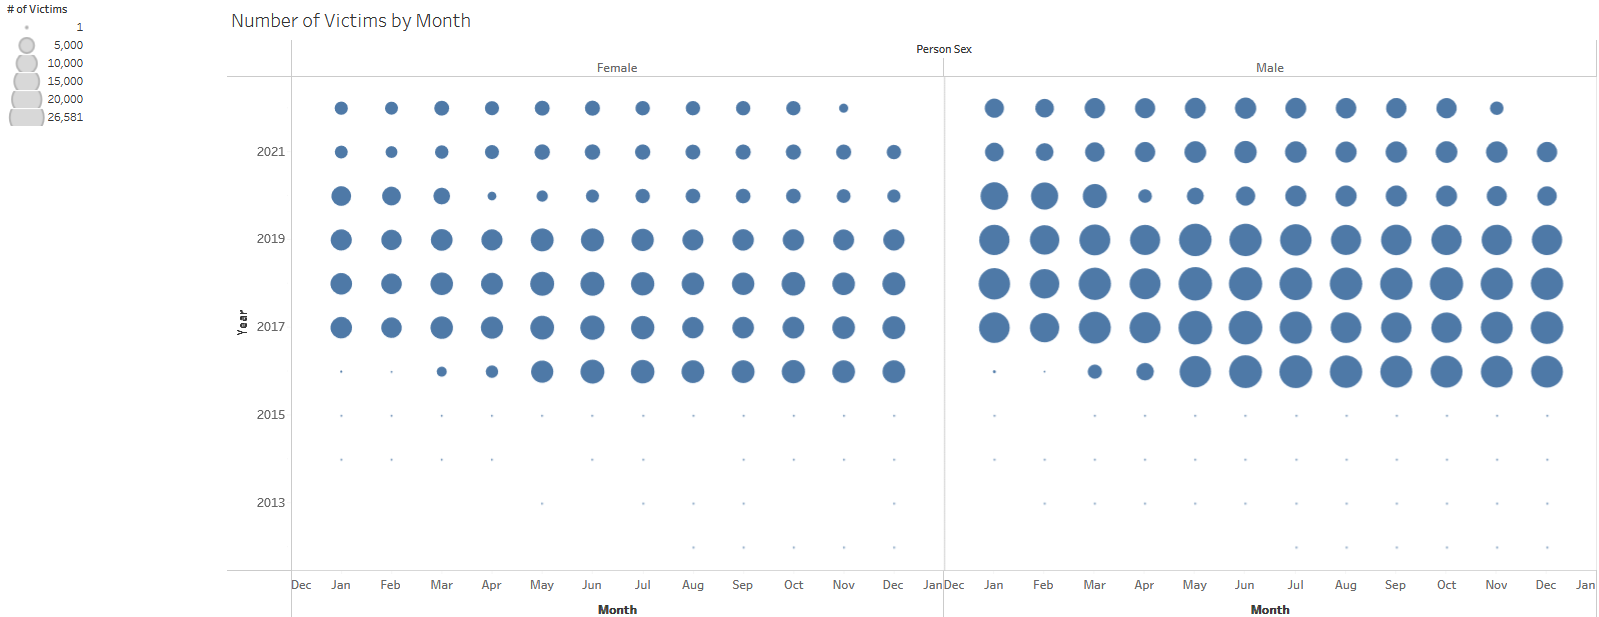 # of Victims
1
5,000
10,000
15,000
20,000
26,581
Number of Victims by Month
Person Sex
Female Male
2021
2019
2017
2015
2013
Year
Dec Jan Feb Mar Apr May Jun Jul Aug Sep Oct Nov Dec Jan Dec Jan Feb Mar Apr May Jun Jul Aug Sep Oct Nov Dec Jan
Month Month